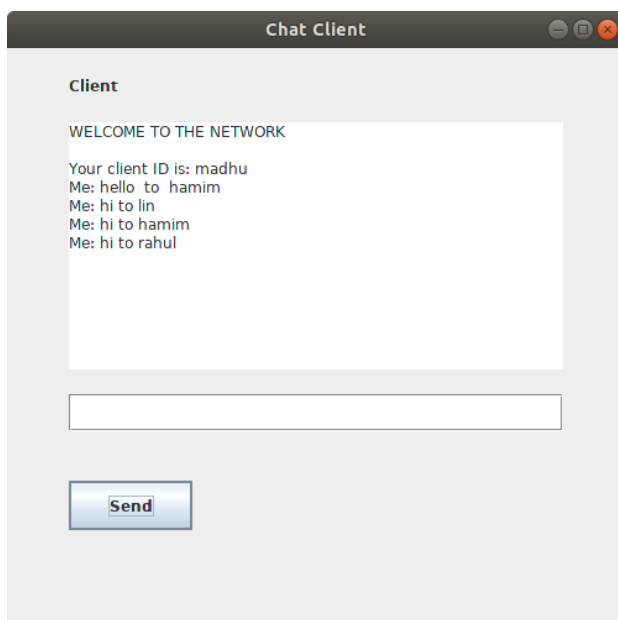 Chat Client
Client
WELCOME TO THE NETWORK
Your client ID is: madhu
Me: hello  to  hamim
Me: hi to lin
Me: hi to hamim
Me: hi to rahul
Send